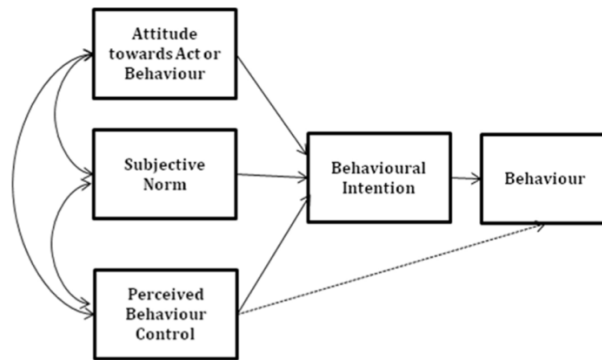 Attitude
towards Act or
Behaviour
Subjective
Norm
Perceived
Behaviour
Control
Behavioural
Intention
Behaviour